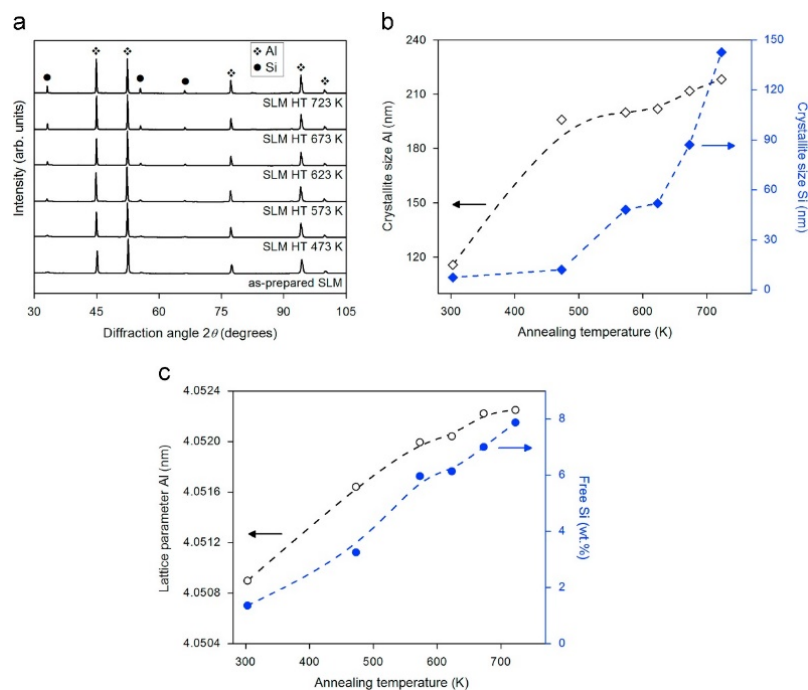 a
Intensity (arb. units)
Al
Si
SLM HT 723 K
SLM HT 673 K
SLM HT 623 K
SLM HT 573 K
SLM HT 473 K
as-prepared SLM
30 45 60 75 90 105
Diffraction angle 2θ (degrees)
b
Crystallite size Al (nm)
240
210
180
150
120
150
120
90
60
30
0
Crystallite size Si (nm)
300 400 500 600 700
Annealing temperature (K)
c
Lattice parameter Al (nm)
4.0524
4.0520
4.0516
4.0512
4.0508
4.0504
8
6
4
2
0
Free Si (wt.%)
300 400 500 600 700
Annealing temperature (K)